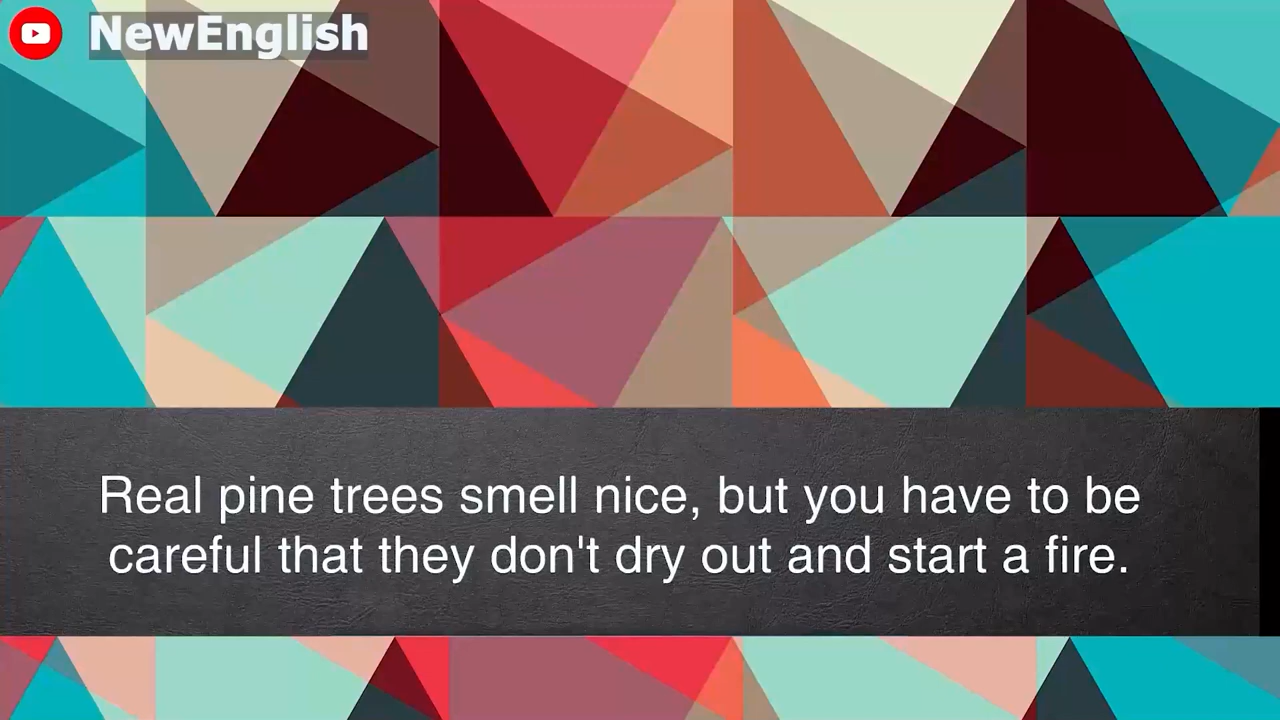 NewEnglish
Real pine trees smell nice, but you have to be
careful that they don't dry out and start a fire.